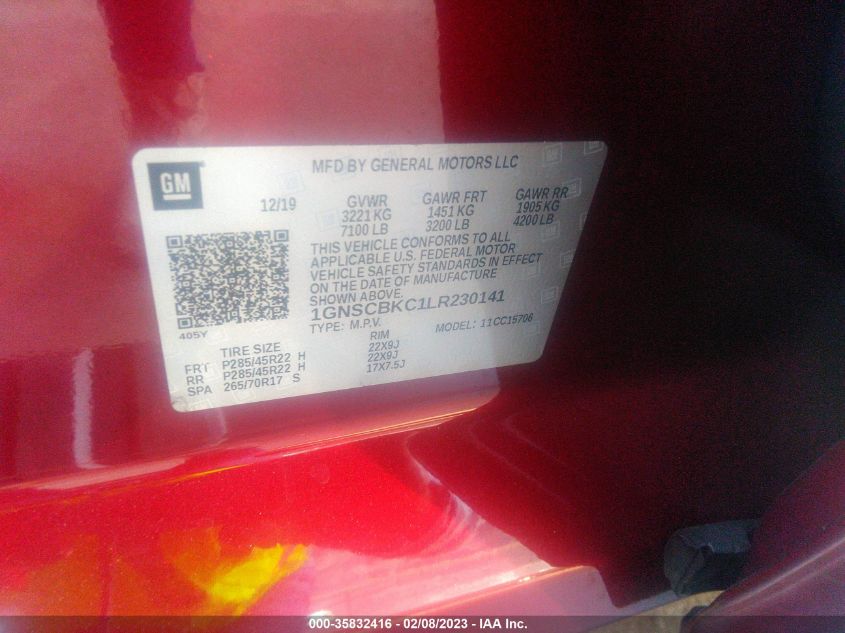 GM
MFD BY GENERAL MOTORS LLC
12/19 GVWR GAWR FRT GAWR RR
3221 KG 1451 KG 1905 KG
7100 LB 3200 LB 4200 LB
THIS VEHICLE CONFORMS TO ALL
APPLICABLE U.S. FEDERAL MOTOR
VEHICLE SAFETY STANDARDS IN EFFECT
ON THE DATE OF MANUFACTURE
SHOWN ABOVE.
1GNSCBKC1LR230141
405Y
TYPE: M.P.V. MODEL: 11CC15706
TIRE SIZE RIM
FRT P285/45R22 H 22X9J
RR P285/45R22 H 22X9J
SPA 265/70R17 S 17X7.5J
000-35832416 - 02/08/2023 - IAA Inc.